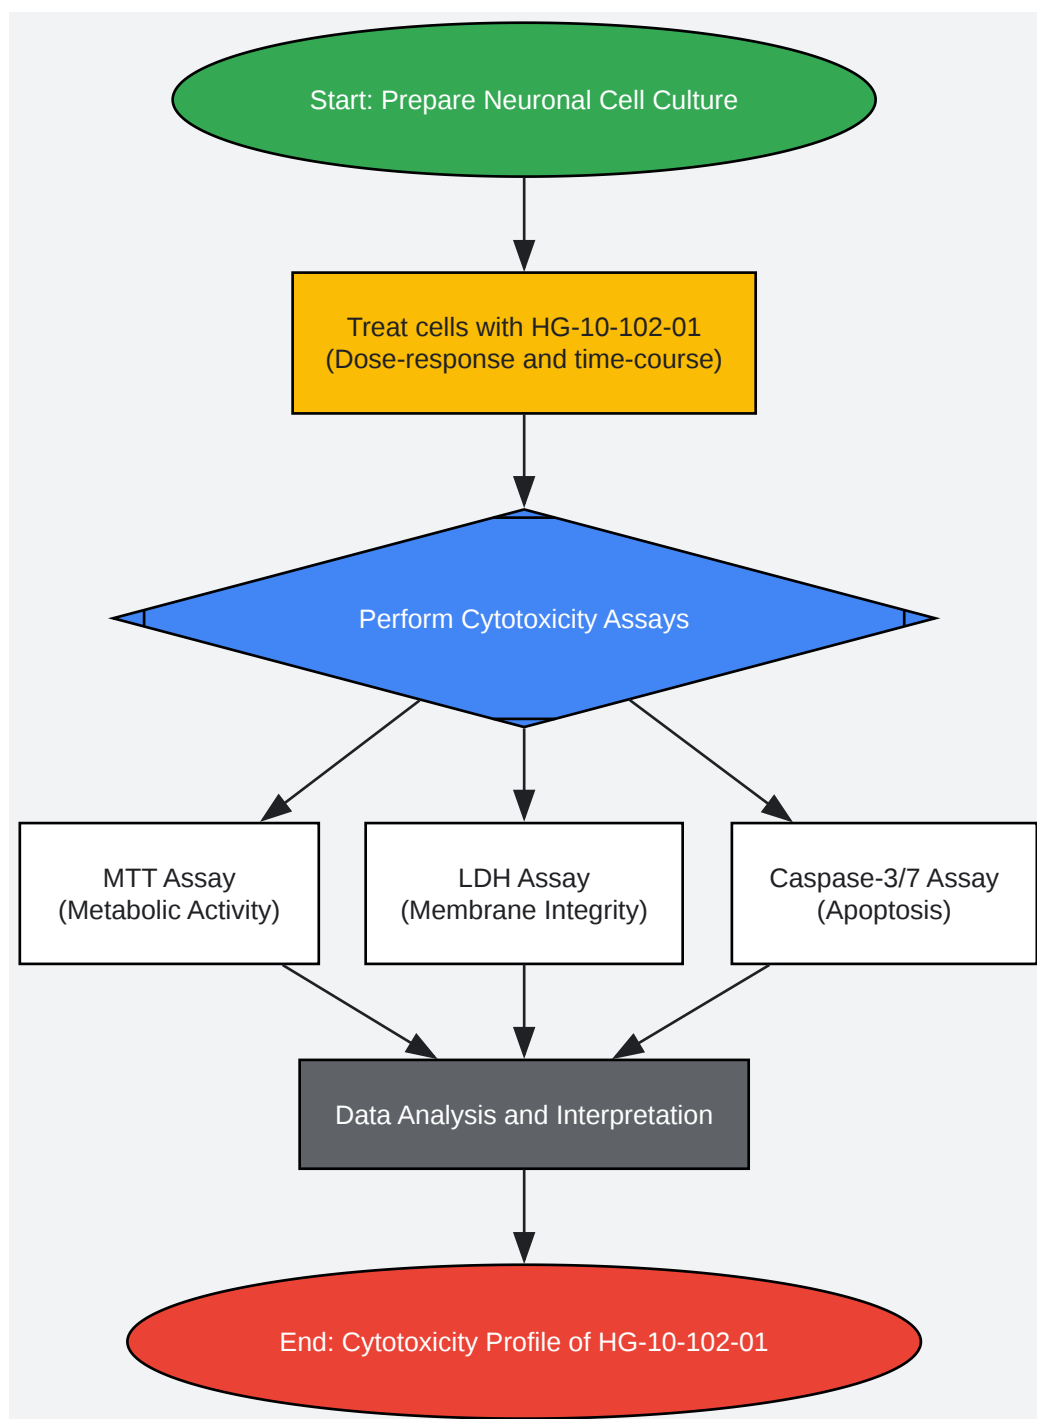 Start: Prepare Neuronal Cell Culture
Treat cells with HG-10-102-01
(Dose-response and time-course)
Perform Cytotoxicity Assays
MTT Assay
(Metabolic Activity)
LDH Assay
(Membrane Integrity)
Caspase-3/7 Assay
(Apoptosis)
Data Analysis and Interpretation
End: Cytotoxicity Profile of HG-10-102-01